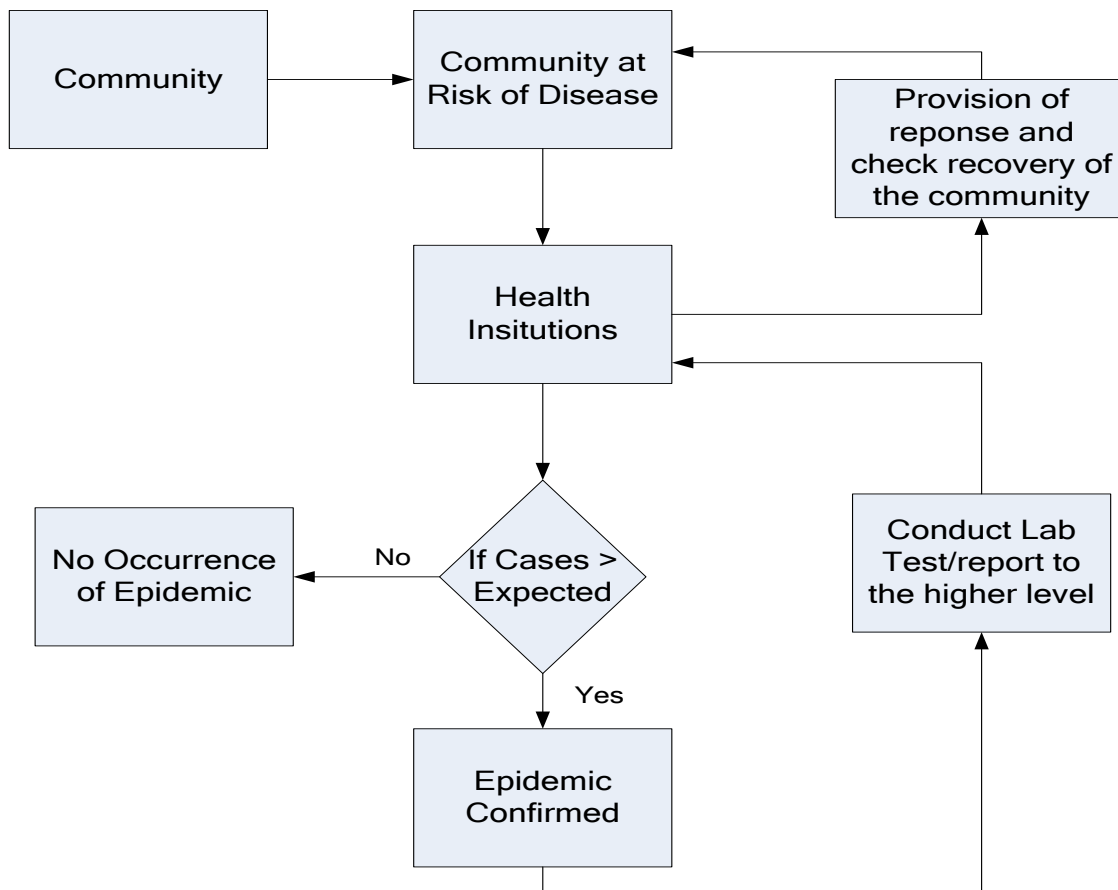 Community
Community at
Risk of Disease
Provision of
reponse and
check recovery of
the community
Health
Insitutions
No Occurrence
of Epidemic
No
If Cases >
Expected
Conduct Lab
Test/report to
the higher level
Yes
Epidemic
Confirmed